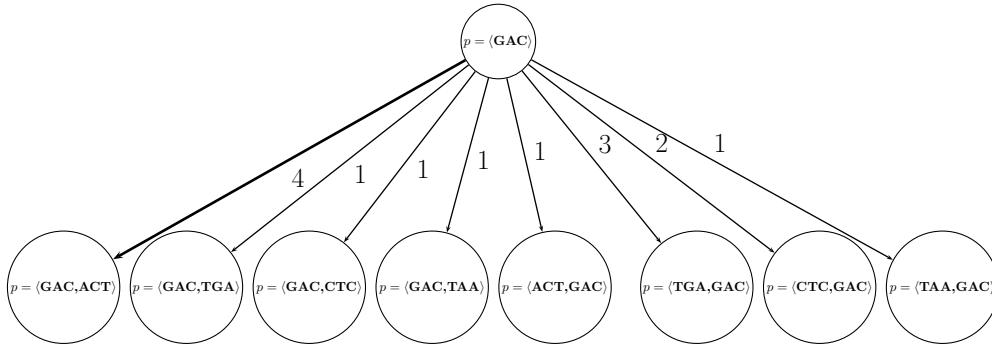 p = ⟨GAC⟩
4 1 1 1 1 3 2 1
p = ⟨GAC,ACT⟩ p = ⟨GAC,TGA⟩ p = ⟨GAC,CTC⟩ p = ⟨GAC,TAA⟩ p = ⟨ACT,GAC⟩ p = ⟨TGA,GAC⟩ p = ⟨CTC,GAC⟩ p = ⟨TAA,GAC⟩